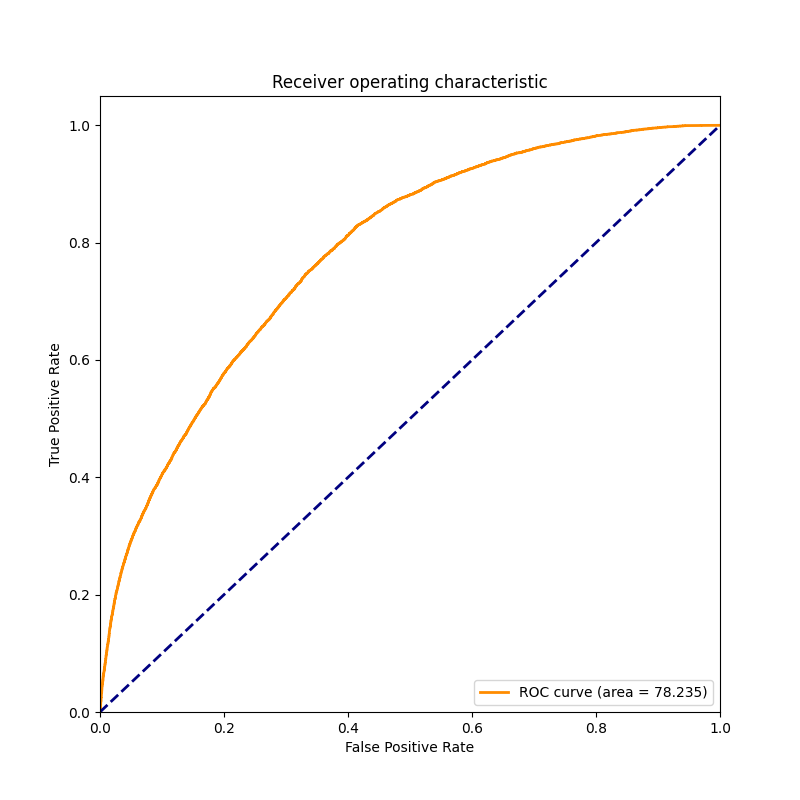 Receiver operating characteristic
True Positive Rate
1.0
0.8
0.6
0.4
0.2
0.0
ROC curve (area = 78.235)
0.0 0.2 0.4 0.6 0.8 1.0
False Positive Rate